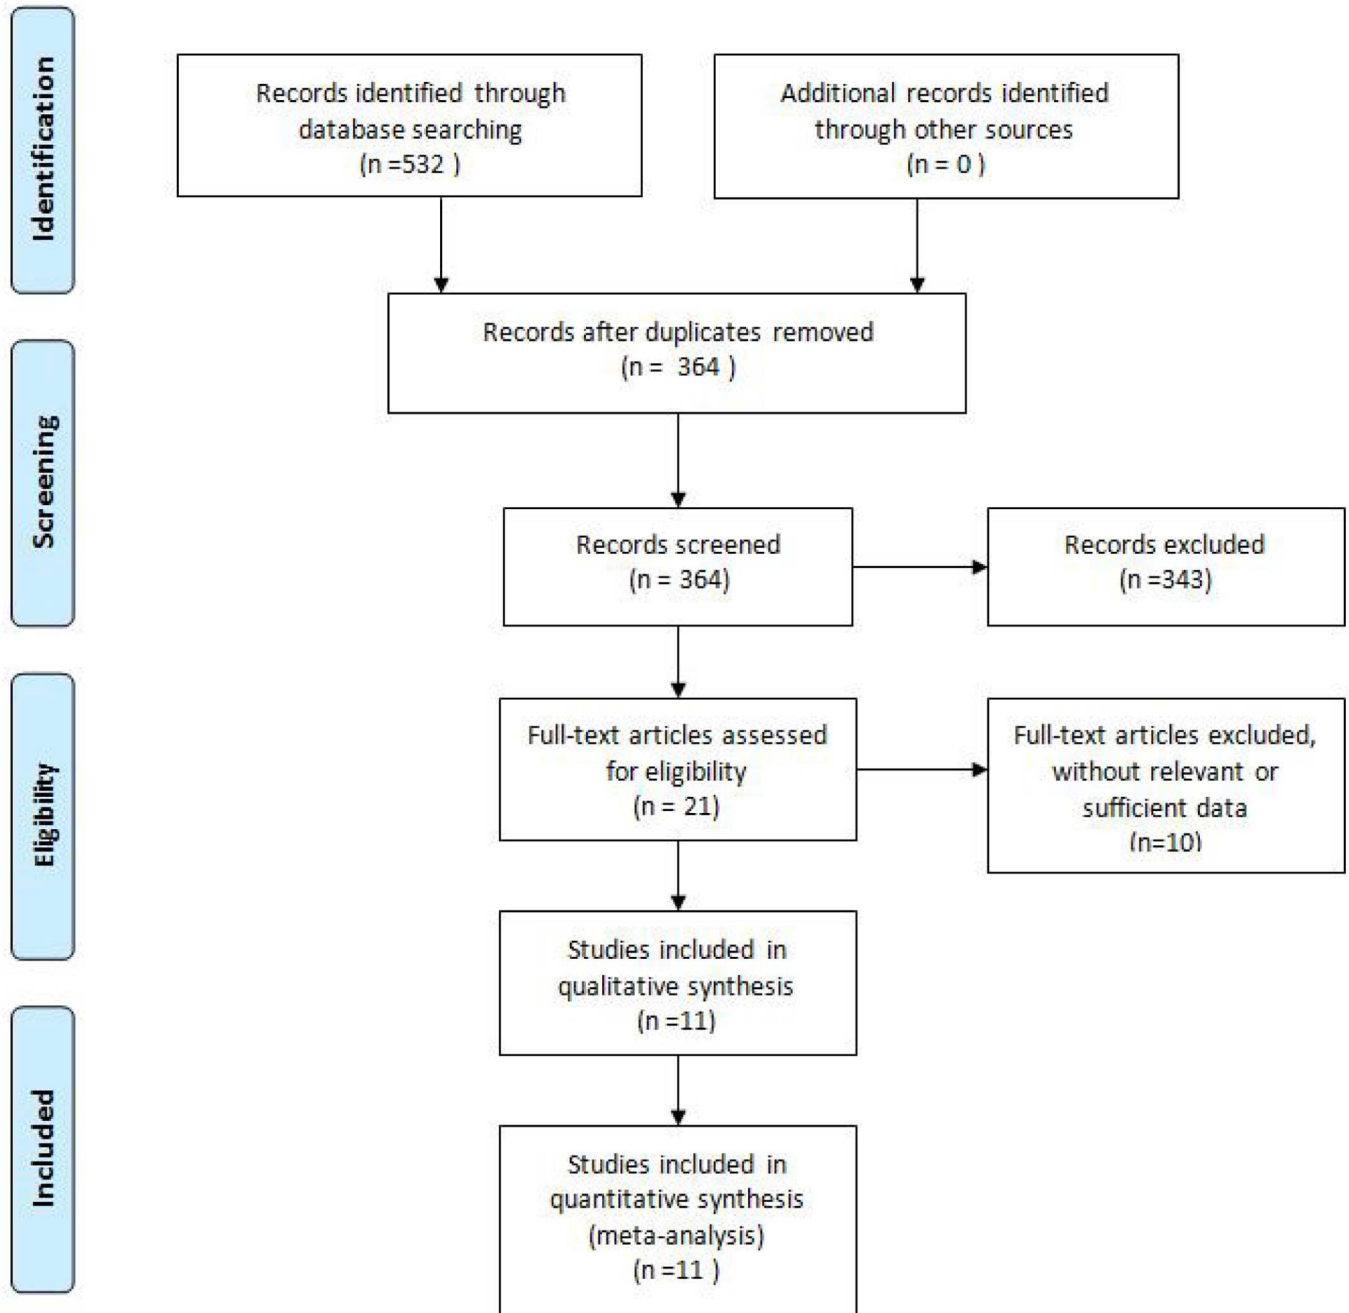 Identification
Records identified through
database searching
(n =532 )
Additional records identified
through other sources
(n = 0 )
Records after duplicates removed
(n = 364 )
Screening
Records screened
(n = 364)
Records excluded
(n =343)
Eligibility
Full-text articles assessed
for eligibility
(n = 21)
Full-text articles excluded,
without relevant or
sufficient data
(n=10)
Studies included in
qualitative synthesis
(n =11)
Included
Studies included in
quantitative synthesis
(meta-analysis)
(n =11 )